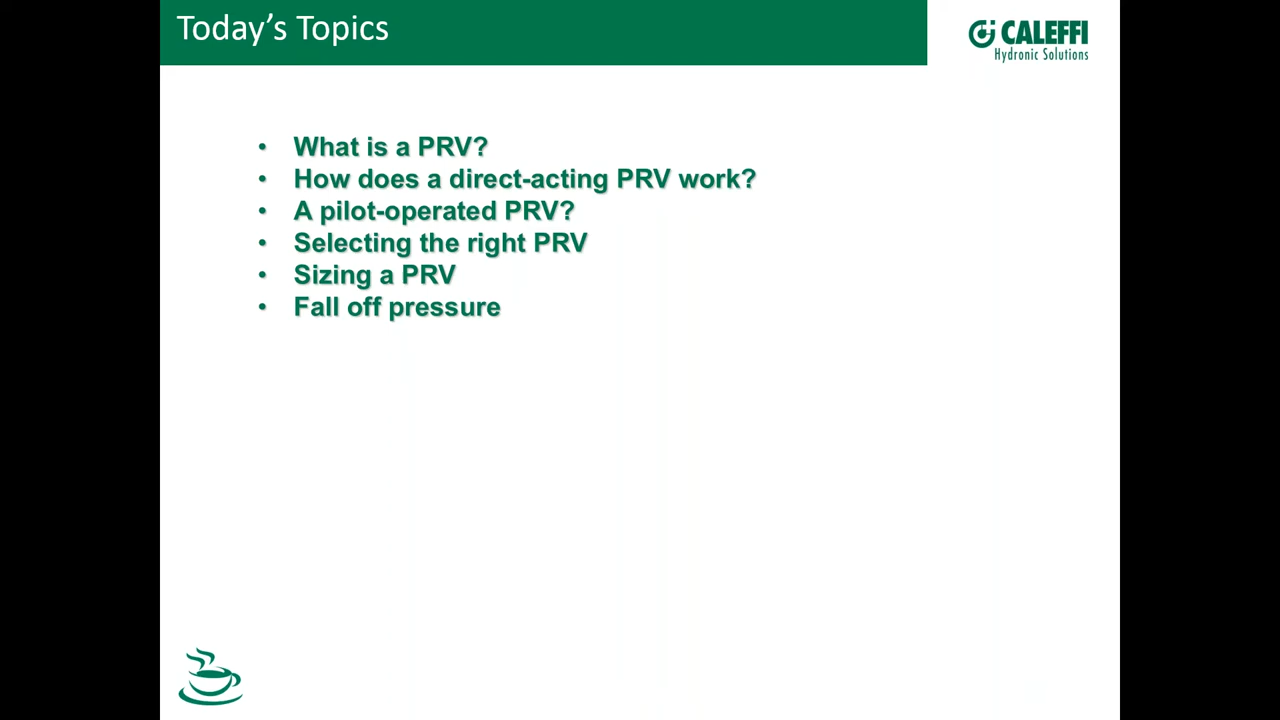 Today's Topics
CALEFFI
Hydronic Solutions
• What is a PRV?
• How does a direct-acting PRV work?
• A pilot-operated PRV?
• Selecting the right PRV
• Sizing a PRV
• Fall off pressure